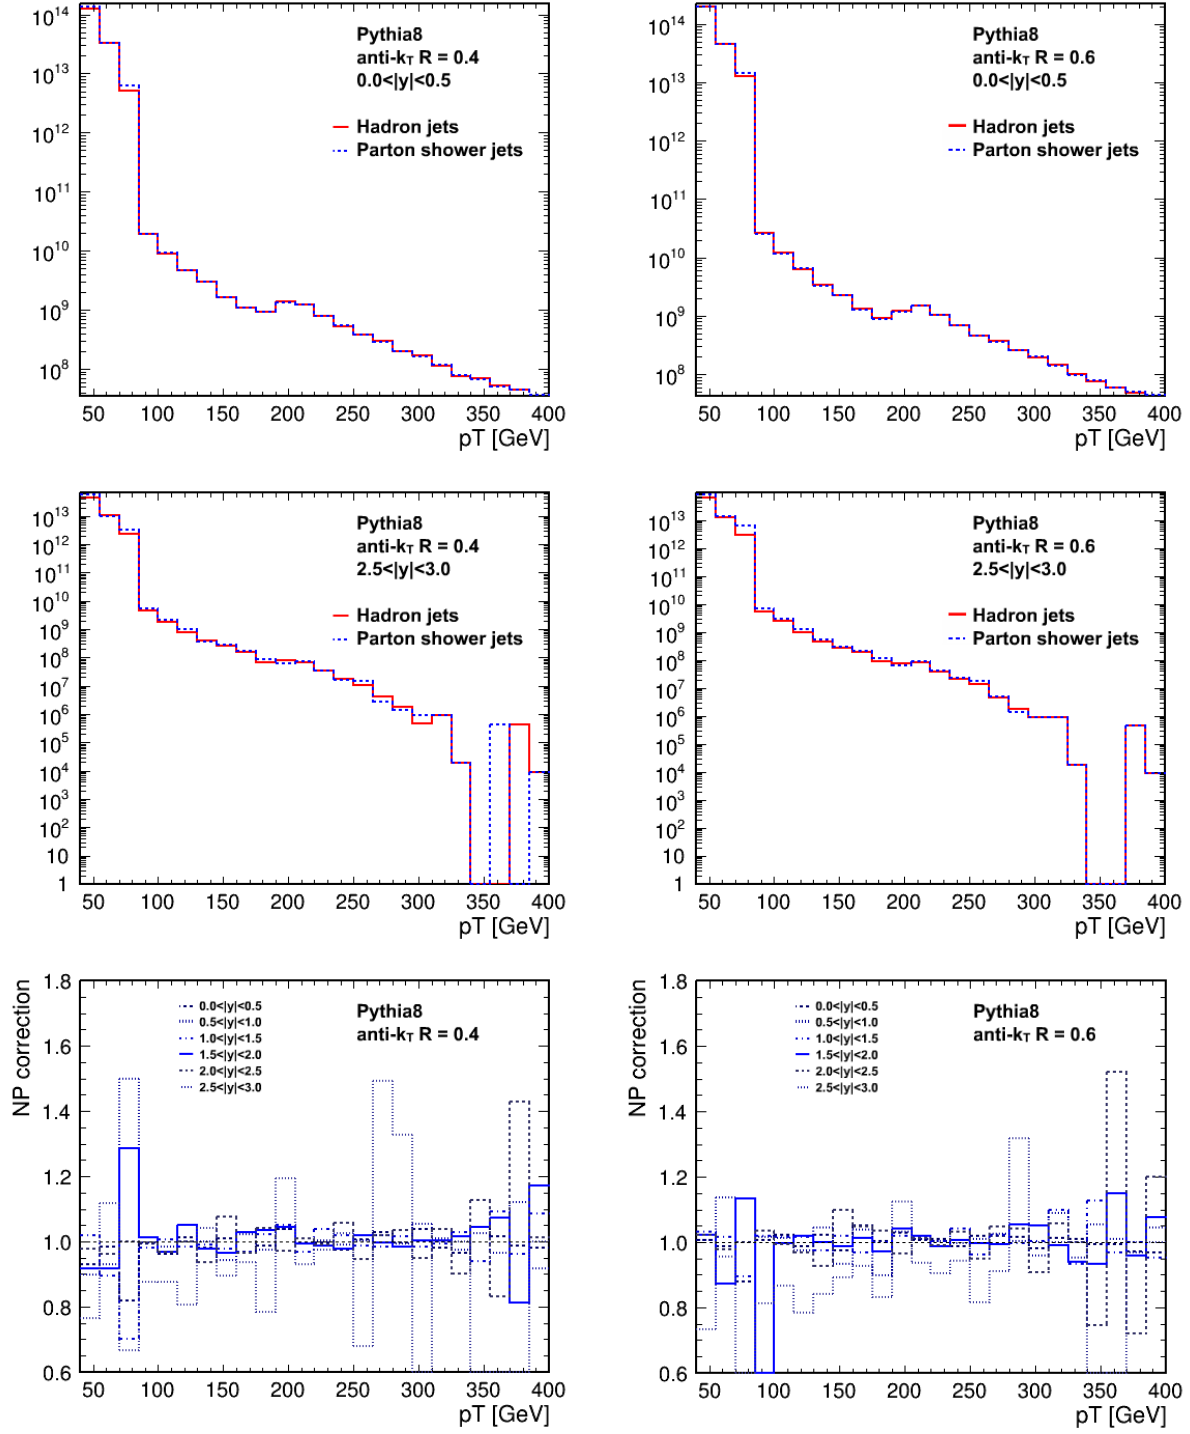 10^14
10^13
10^12
10^11
10^10
10^9
10^8
Pythia8
anti-k_T R = 0.4
0.0<|y|<0.5
Hadron jets
Parton shower jets
50 100 150 200 250 300 350 400
pT [GeV]
10^14
10^13
10^12
10^11
10^10
10^9
10^8
Pythia8
anti-k_T R = 0.6
0.0<|y|<0.5
Hadron jets
Parton shower jets
50 100 150 200 250 300 350 400
pT [GeV]
10^13
10^12
10^11
10^10
10^9
10^8
10^7
10^6
10^5
10^4
10^3
10^2
10
1
Pythia8
anti-k_T R = 0.4
2.5<|y|<3.0
Hadron jets
Parton shower jets
50 100 150 200 250 300 350 400
pT [GeV]
10^13
10^12
10^11
10^10
10^9
10^8
10^7
10^6
10^5
10^4
10^3
10^2
10
1
Pythia8
anti-k_T R = 0.6
2.5<|y|<3.0
Hadron jets
Parton shower jets
50 100 150 200 250 300 350 400
pT [GeV]
NP correction
1.8
1.6
1.4
1.2
1.0
0.8
0.6
0.0<|y|<0.5
0.5<|y|<1.0
1.0<|y|<1.5
1.5<|y|<2.0
2.0<|y|<2.5
2.5<|y|<3.0
Pythia8
anti-k_T R = 0.4
50 100 150 200 250 300 350 400
pT [GeV]
NP correction
1.8
1.6
1.4
1.2
1.0
0.8
0.6
0.0<|y|<0.5
0.5<|y|<1.0
1.0<|y|<1.5
1.5<|y|<2.0
2.0<|y|<2.5
2.5<|y|<3.0
Pythia8
anti-k_T R = 0.6
50 100 150 200 250 300 350 400
pT [GeV]